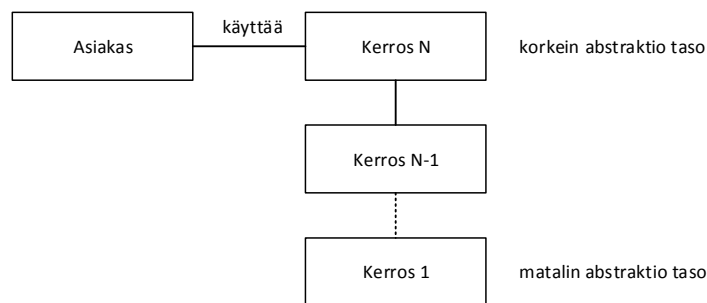 käyttää
Asiakas
Kerros N
korkein abstraktio taso
Kerros N-1
Kerros 1
matalin abstraktio taso